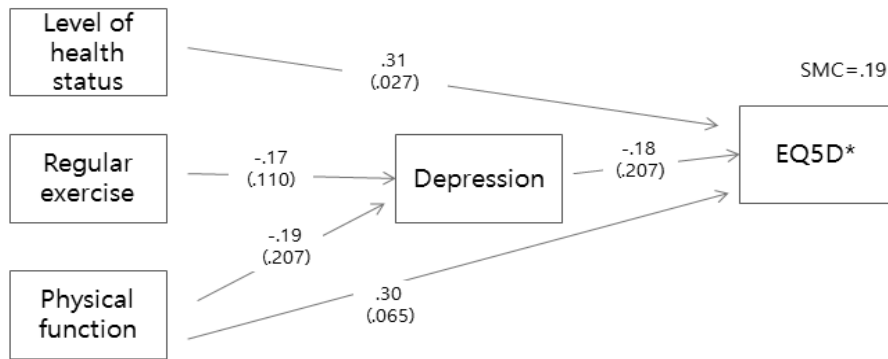 Level of
health
status
.31
(.027)
SMC=.19
Regular
exercise
-.17
(.110)
Depression
-.18
(.207)
EQ5D*
-.19
(.207)
Physical
function
.30
(.065)